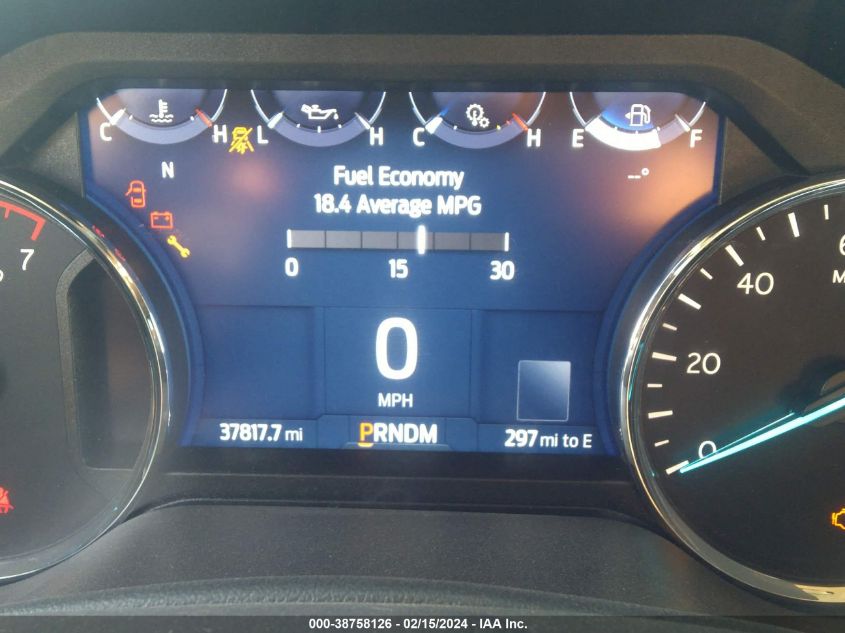 C H L H C H E F
N
Fuel Economy
--°
18.4 Average MPG
0 15 30
7
40
20
0
0
MPH
37817.7 mi
PRNDM
297 mi to E
000-38758126 - 02/15/2024 - IAA Inc.